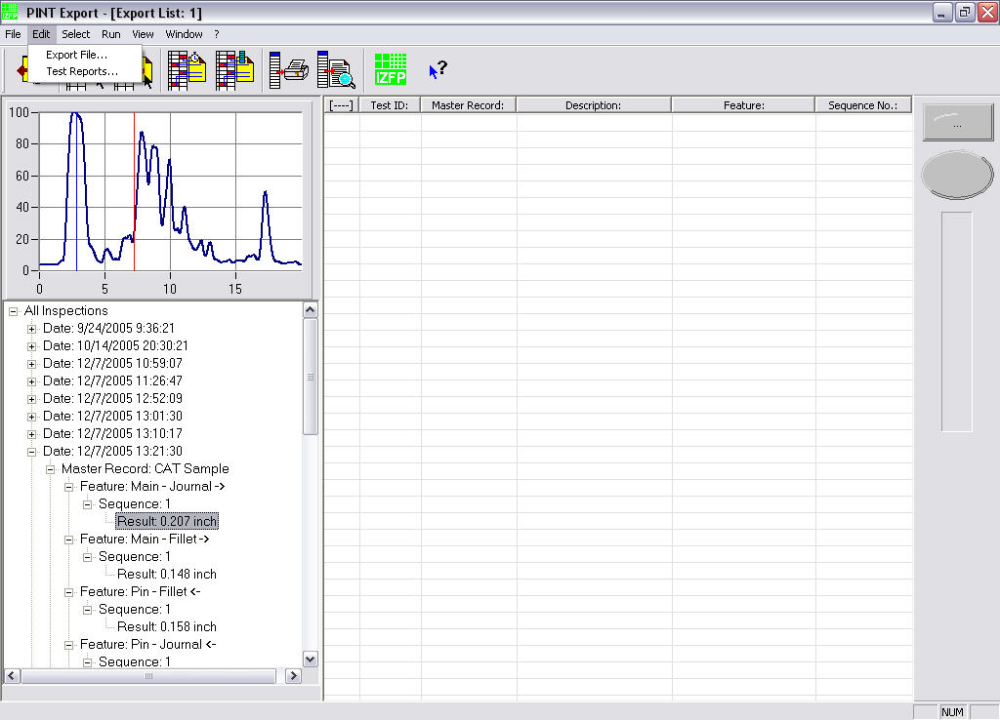 IZFP
PINT Export - [Export List: 1]
File Edit Select Run View Window ?
Export File...
Test Reports...
IZFP
?
[----] Test ID: Master Record: Description: Feature: Sequence No.:
...
100
80
60
40
20
0
0 5 10 15
All Inspections
Date: 9/24/2005 9:36:21
Date: 10/14/2005 20:30:21
Date: 12/7/2005 10:59:07
Date: 12/7/2005 11:26:47
Date: 12/7/2005 12:52:09
Date: 12/7/2005 13:01:30
Date: 12/7/2005 13:10:17
Date: 12/7/2005 13:21:30
Master Record: CAT Sample
Feature: Main - Journal ->
Sequence: 1
Result: 0.207 inch
Feature: Main - Fillet ->
Sequence: 1
Result: 0.148 inch
Feature: Pin - Fillet <-
Sequence: 1
Result: 0.158 inch
Feature: Pin - Journal <-
Sequence: 1
NUM